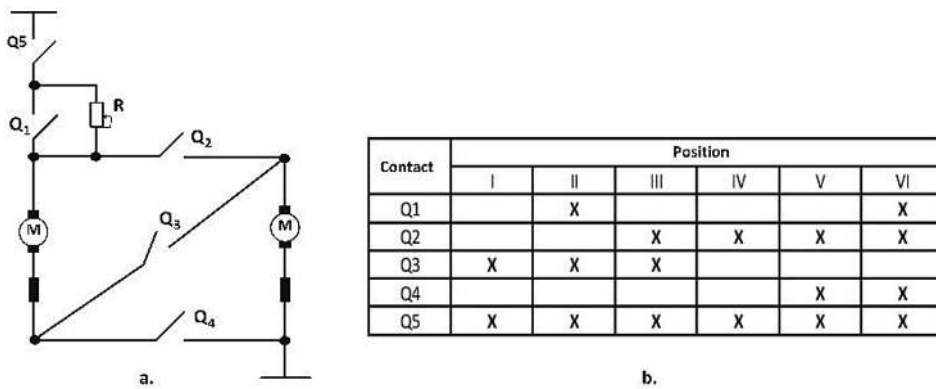 Q5
R
Q1
Q2
M
Q3
M
Q4
a.
Contact Position
I II III IV V VI
Q1 X X
Q2 X X X X
Q3 X X X
Q4 X X
Q5 X X X X X X
b.